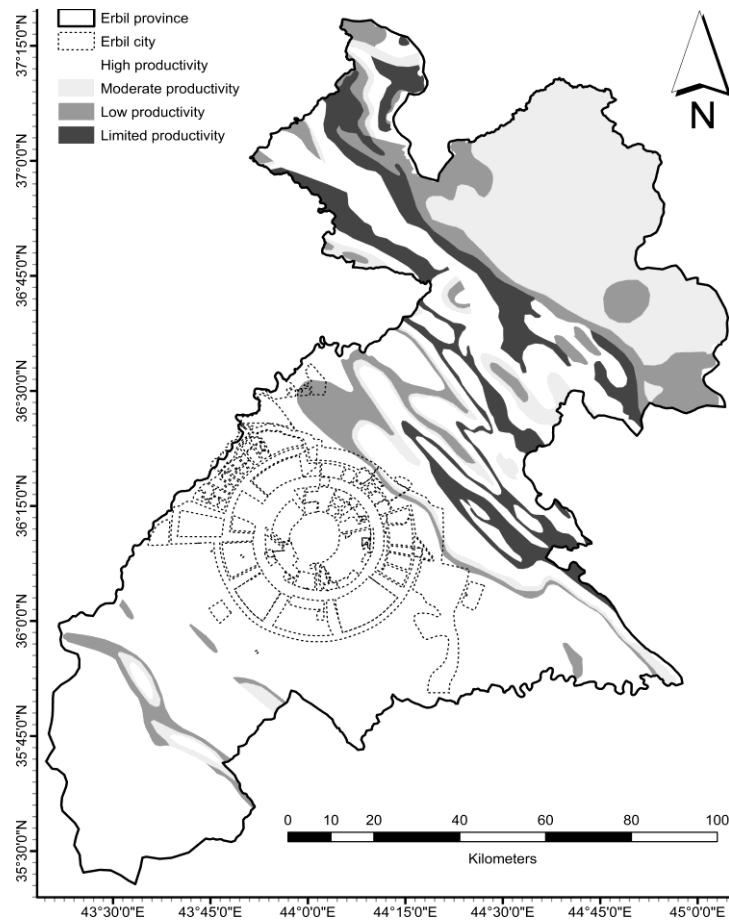 Erbil province
Erbil city
High productivity
Moderate productivity
Low productivity
Limited productivity
N
37°15'0"N
37°0'0"N
36°45'0"N
36°30'0"N
36°15'0"N
36°0'0"N
35°45'0"N
35°30'0"N
0 10 20 40 60 80 100
Kilometers
43°30'0"E 43°45'0"E 44°0'0"E 44°15'0"E 44°30'0"E 44°45'0"E 45°0'0"E